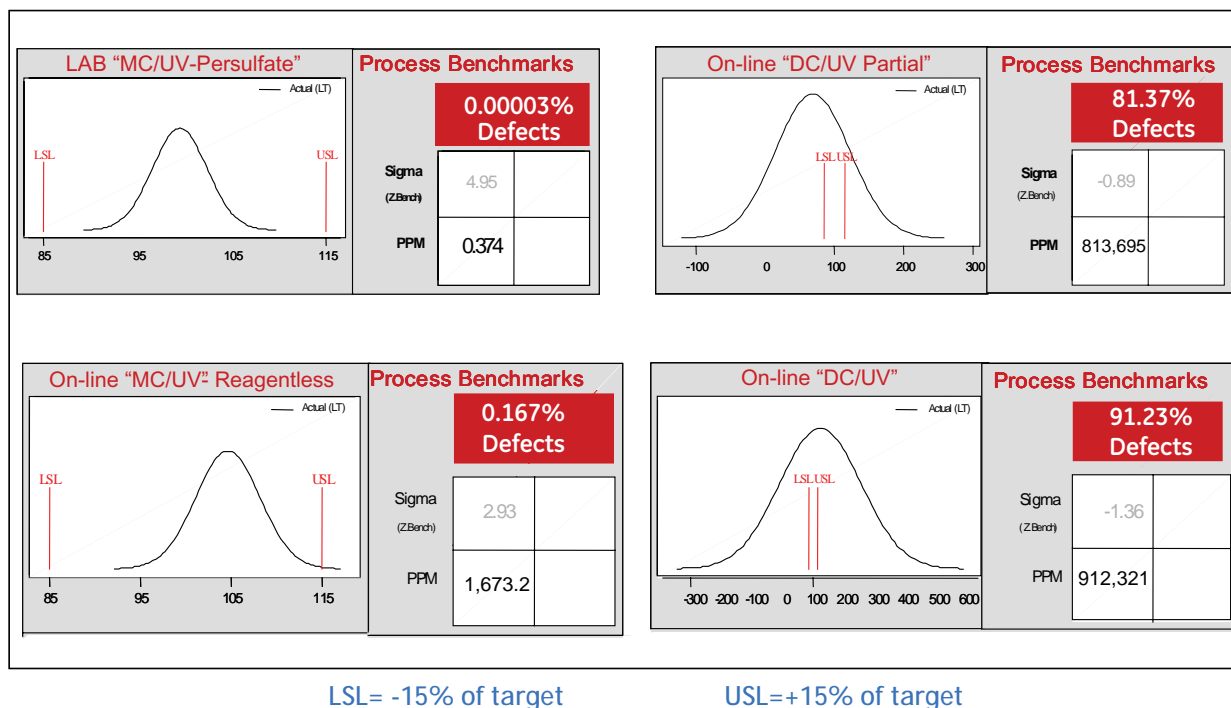 LAB "MC/UV-Persulfate"
Actual (LT)
LSL
USL
85 95 105 115
Process Benchmarks
0.00003%
Defects
Sigma
(Z.Bench)
4.95
PPM
0.374
On-line "DC/UV Partial"
Actual (LT)
LSL USL
-100 0 100 200 300
Process Benchmarks
81.37%
Defects
Sigma
(Z.Bench)
-0.89
PPM
813,695
On-line "MC/UV"- Reagentless
Actual (LT)
LSL
USL
85 95 105 115
Process Benchmarks
0.167%
Defects
Sigma
(Z.Bench)
2.93
PPM
1,673.2
On-line "DC/UV"
Actual (LT)
LSL USL
-300 -200 -100 0 100 200 300 400 500 600
Process Benchmarks
91.23%
Defects
Sigma
(Z.Bench)
-1.36
PPM
912,321
LSL= -15% of target
USL=+15% of target